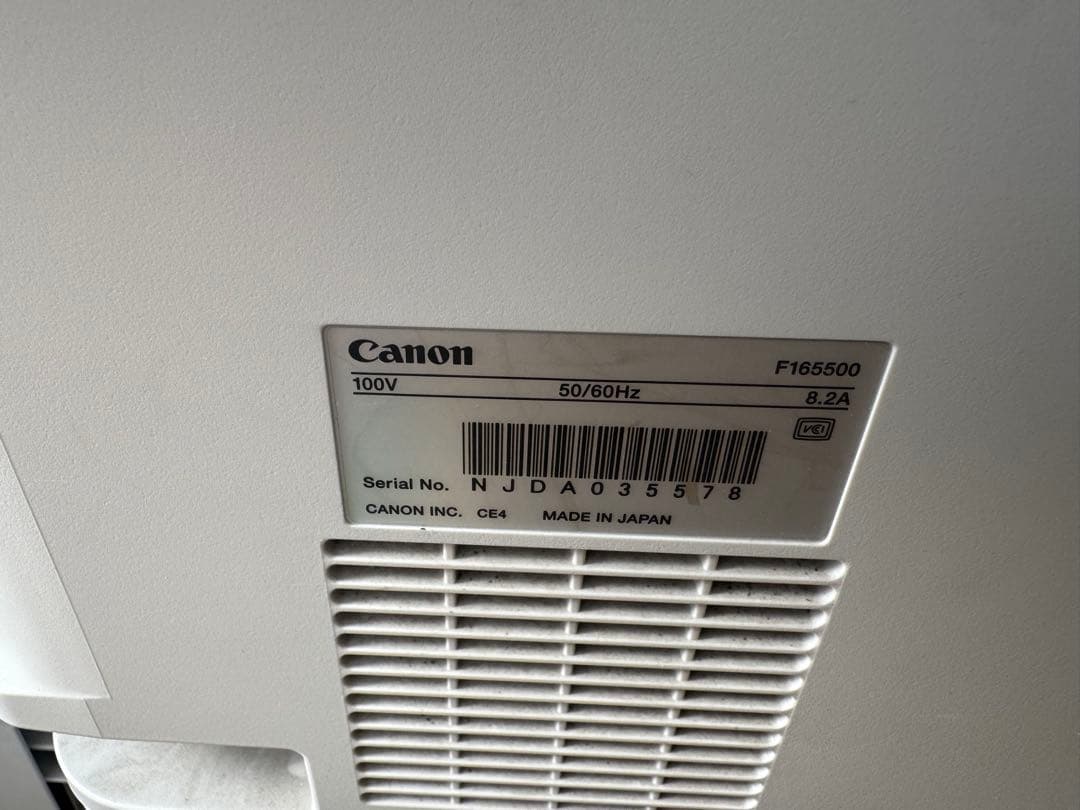 Canon
F165500
100V 50/60Hz 8.2A
VCI
Serial No. NJDA035578
CANON INC. CE4 MADE IN JAPAN